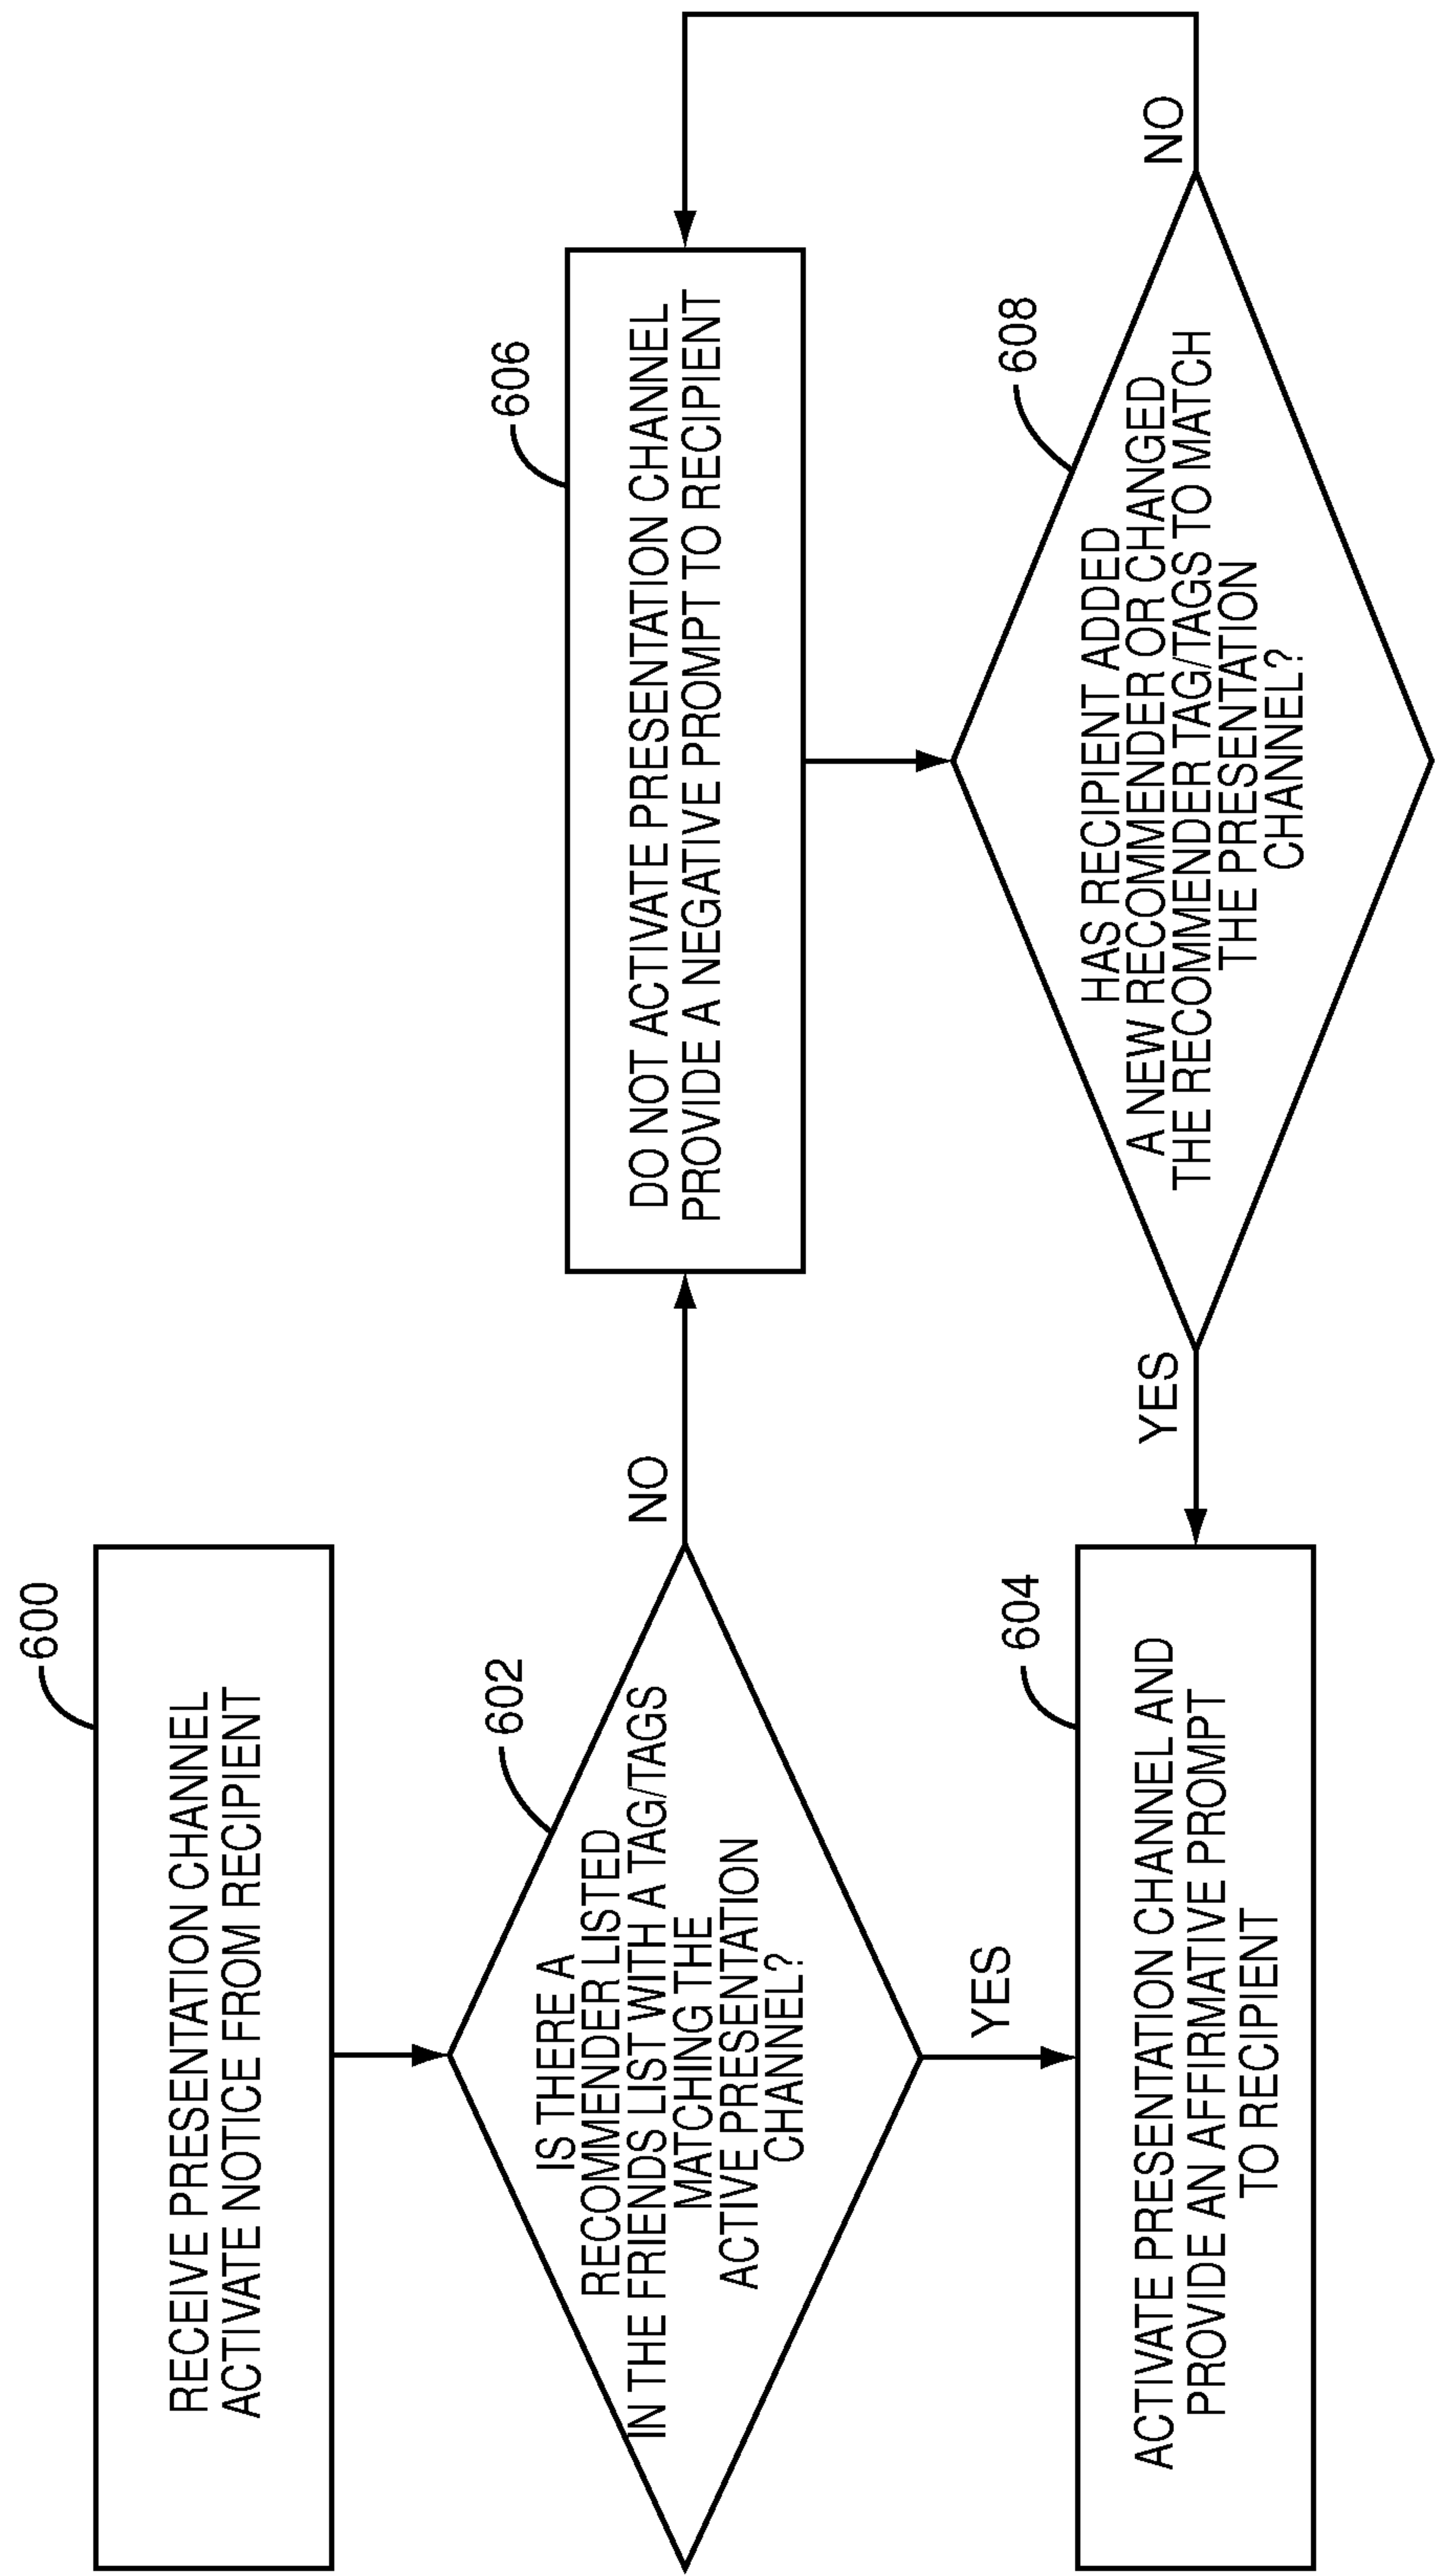 600
RECEIVE PRESENTATION CHANNEL
ACTIVATE NOTICE FROM RECIPIENT
602
IS THERE A
RECOMMENDER LISTED
IN THE FRIENDS LIST WITH A TAG/TAGS
MATCHING THE
ACTIVE PRESENTATION
CHANNEL?
NO
YES
606
DO NOT ACTIVATE PRESENTATION CHANNEL
PROVIDE A NEGATIVE PROMPT TO RECIPIENT
604
ACTIVATE PRESENTATION CHANNEL AND
PROVIDE AN AFFIRMATIVE PROMPT
TO RECIPIENT
608
HAS RECIPIENT ADDED
A NEW RECOMMENDER OR CHANGED
THE RECOMMENDER TAG/TAGS TO MATCH
THE PRESENTATION
CHANNEL?
YES
NO